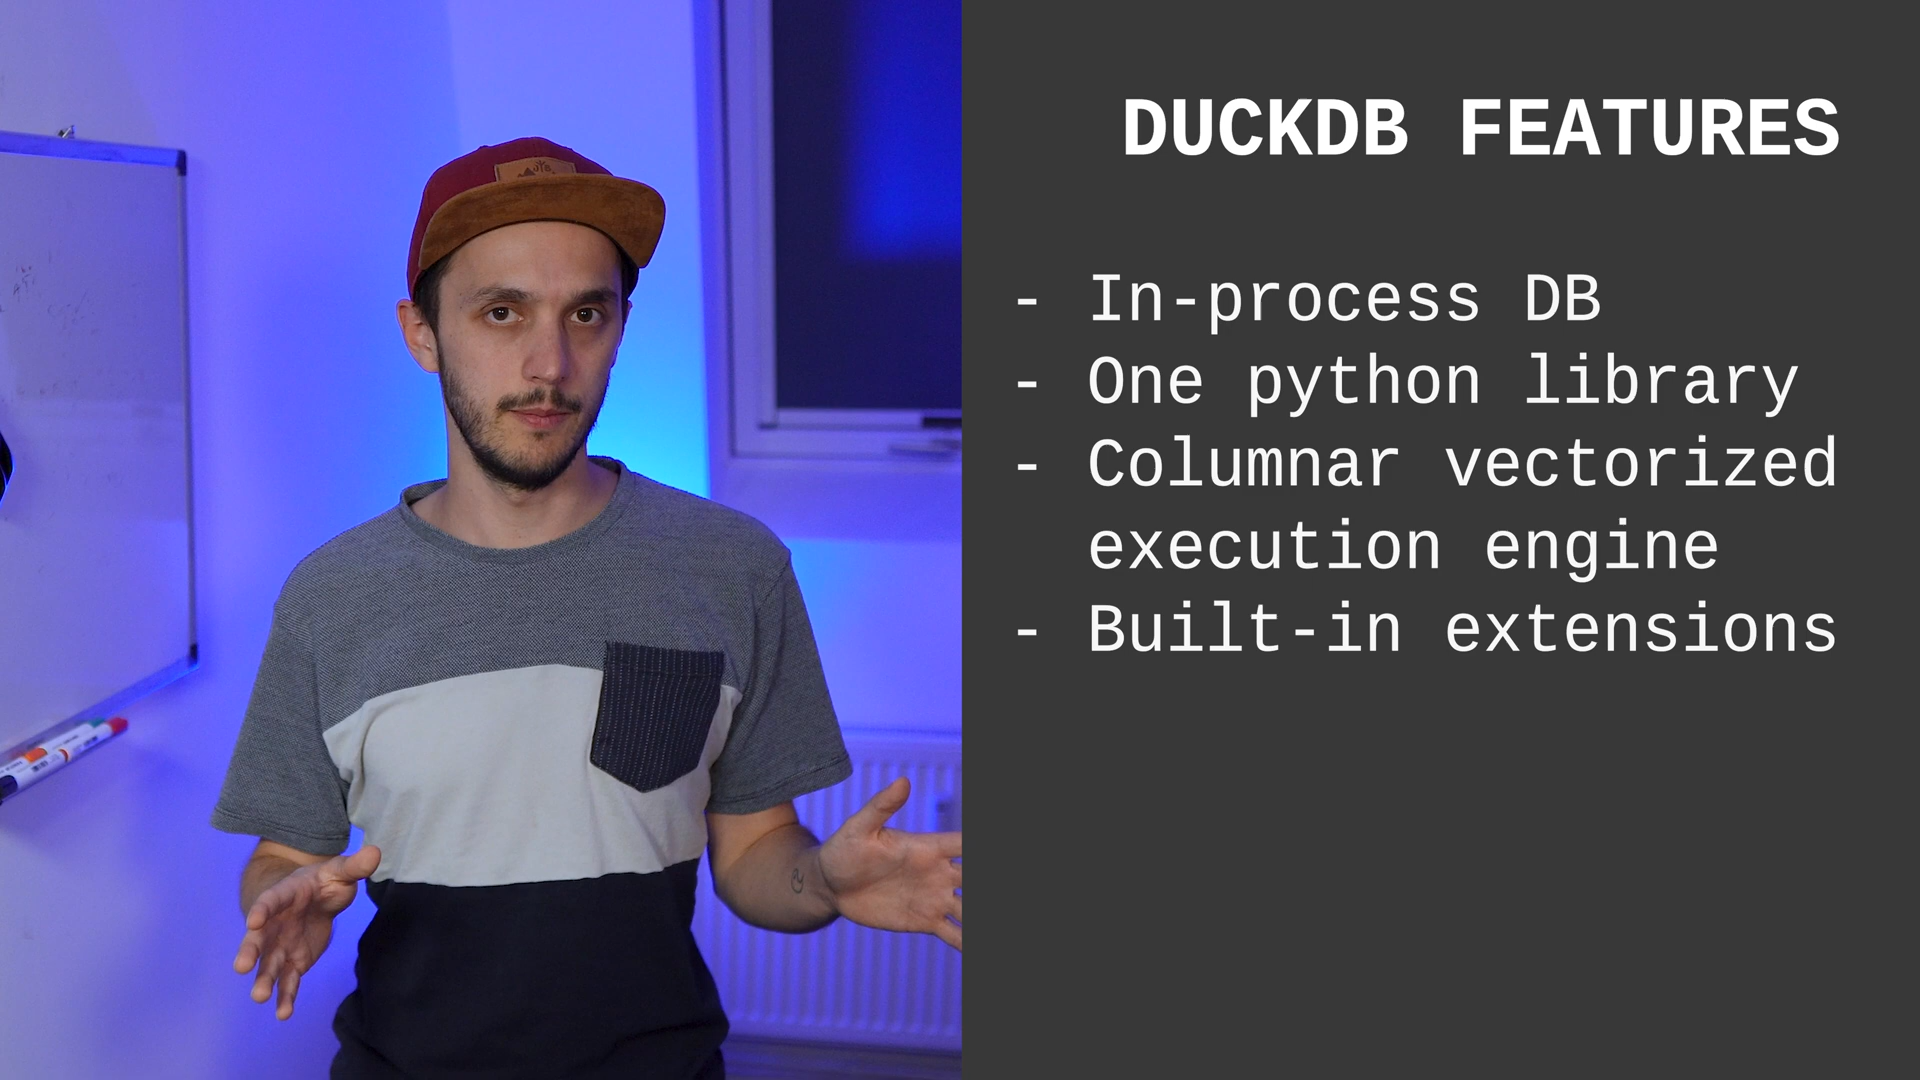 DUCKDB FEATURES
- In-process DB
- One python library
- Columnar vectorized
execution engine
- Built-in extensions